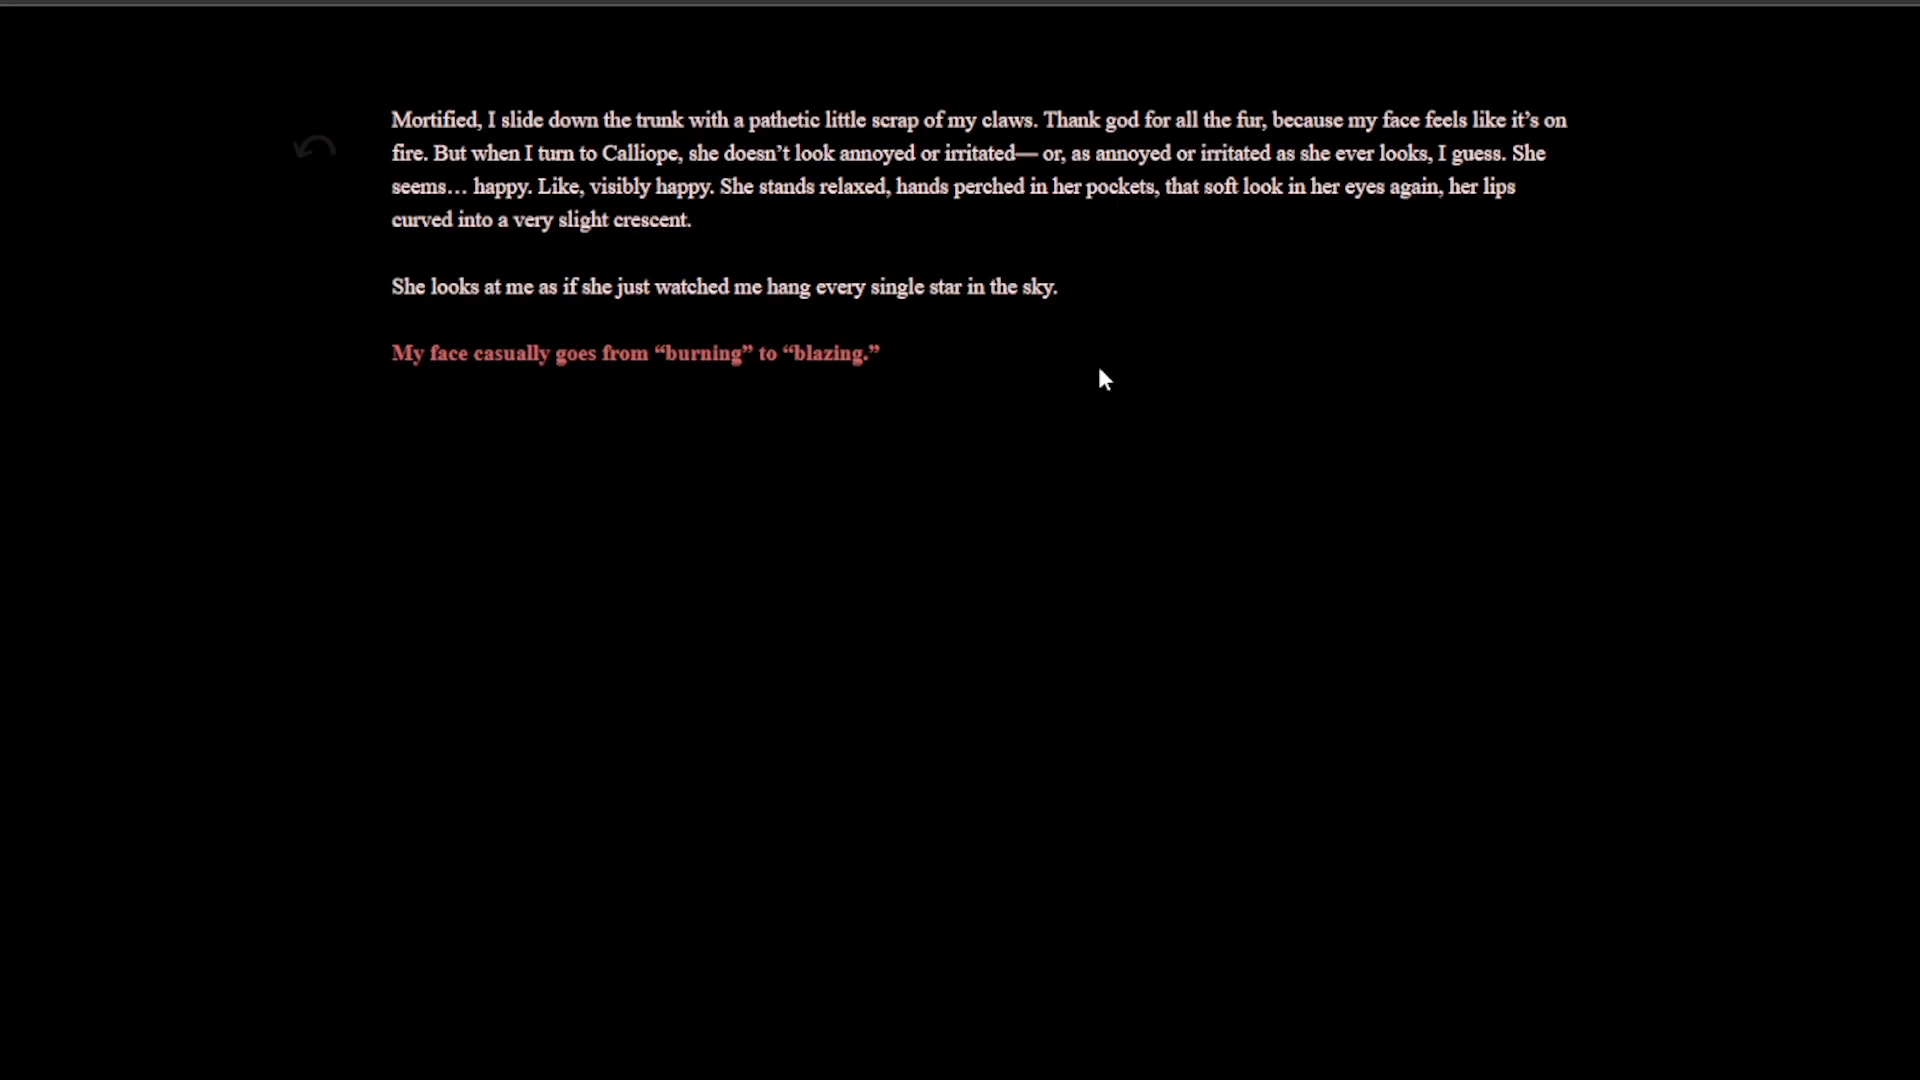 Mortified, I slide down the trunk with a pathetic little scrap of my claws. Thank god for all the fur, because my face feels like it’s on
fire. But when I turn to Calliope, she doesn’t look annoyed or irritated— or, as annoyed or irritated as she ever looks, I guess. She
seems… happy. Like, visibly happy. She stands relaxed, hands perched in her pockets, that soft look in her eyes again, her lips
curved into a very slight crescent.
She looks at me as if she just watched me hang every single star in the sky.
My face casually goes from “burning” to “blazing.”